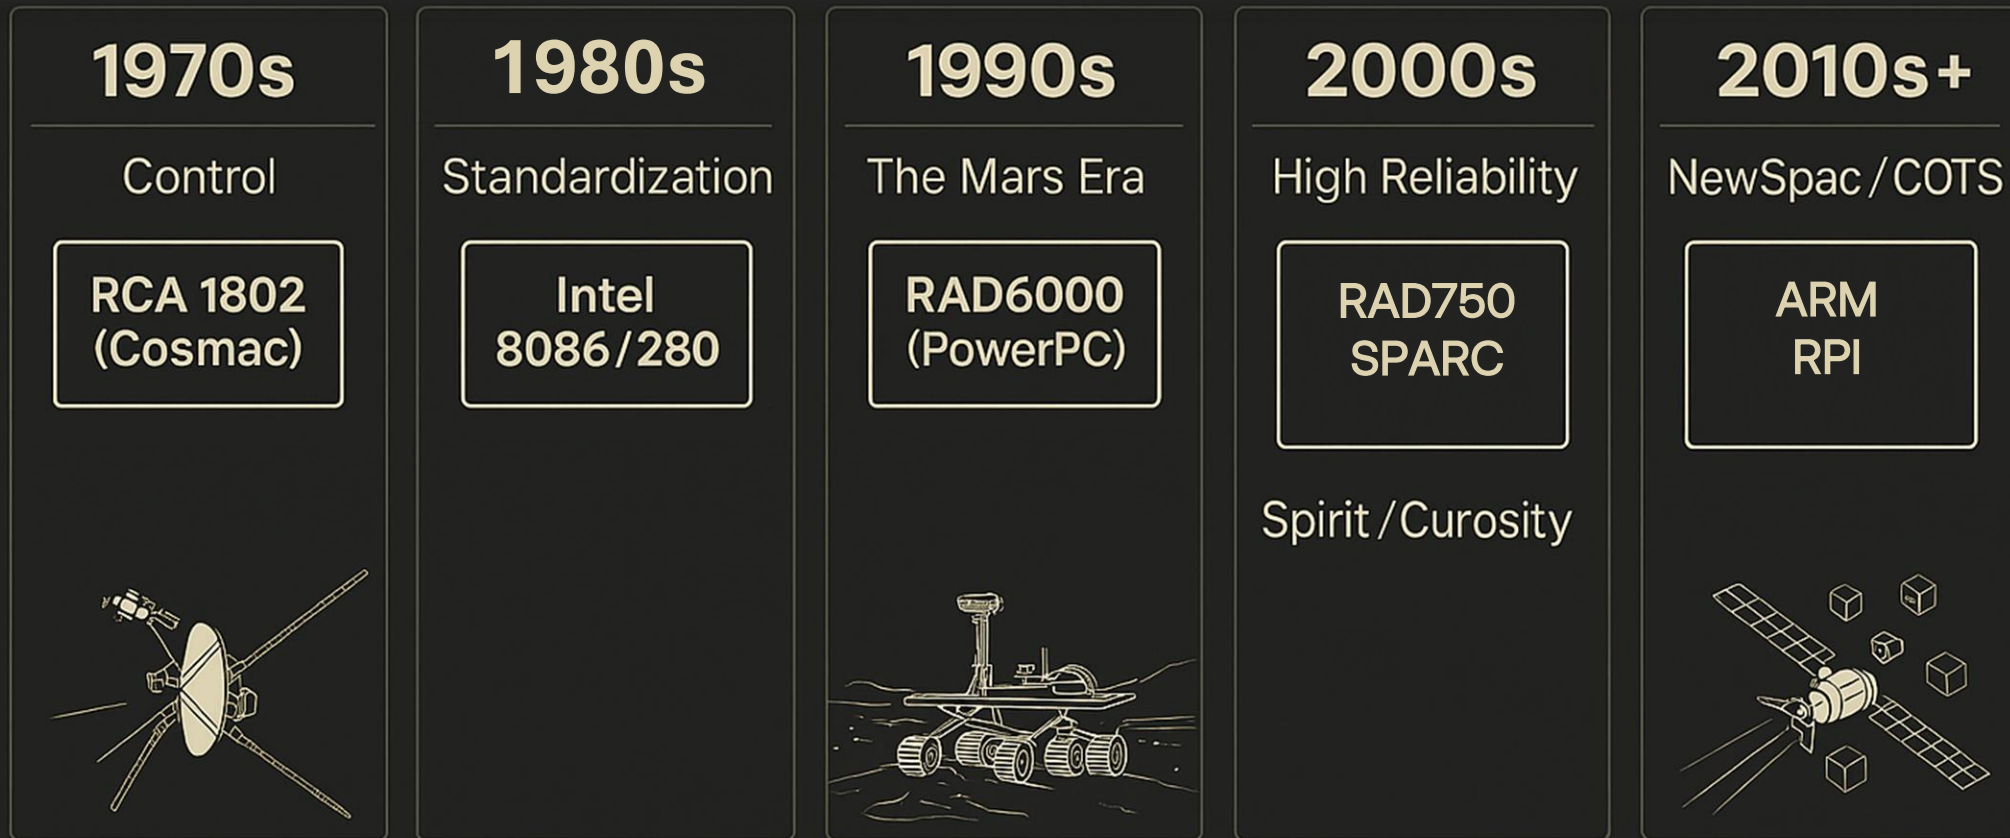 1970s
Control
RCA 1802
(Cosmac)
1980s
Standardization
Intel
8086/280
1990s
The Mars Era
RAD6000
(PowerPC)
2000s
High Reliability
RAD750
SPARC
Spirit/Curosity
2010s+
NewSpac/COTS
ARM
RPI